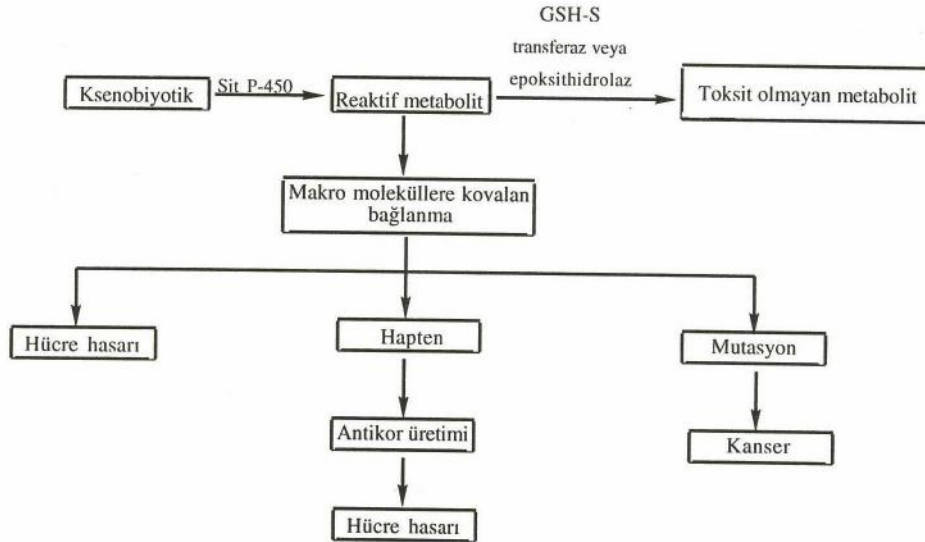 GSH-S
transferaz veya
epoksithidrolaz
Ksenobiyotik
Sit P-450
Reaktif metabolit
Toksit olmayan metabolit
Makro moleküllere kovalan
bağlanma
Hücre hasarı
Hapten
Mutasyon
Antikor üretimi
Kanser
Hücre hasarı